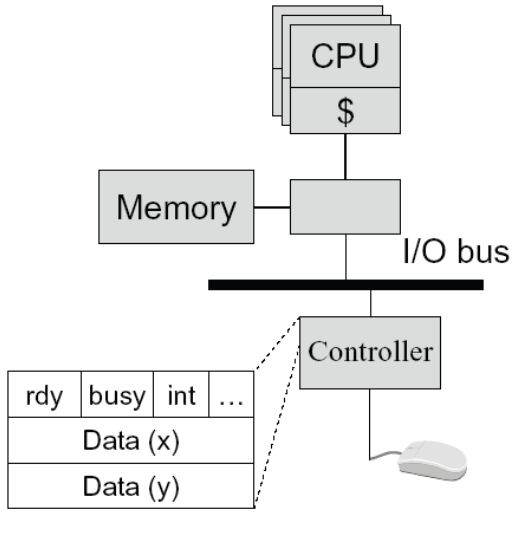 CPU
$
Memory
I/O bus
Controller
rdy busy int ...
Data (x)
Data (y)